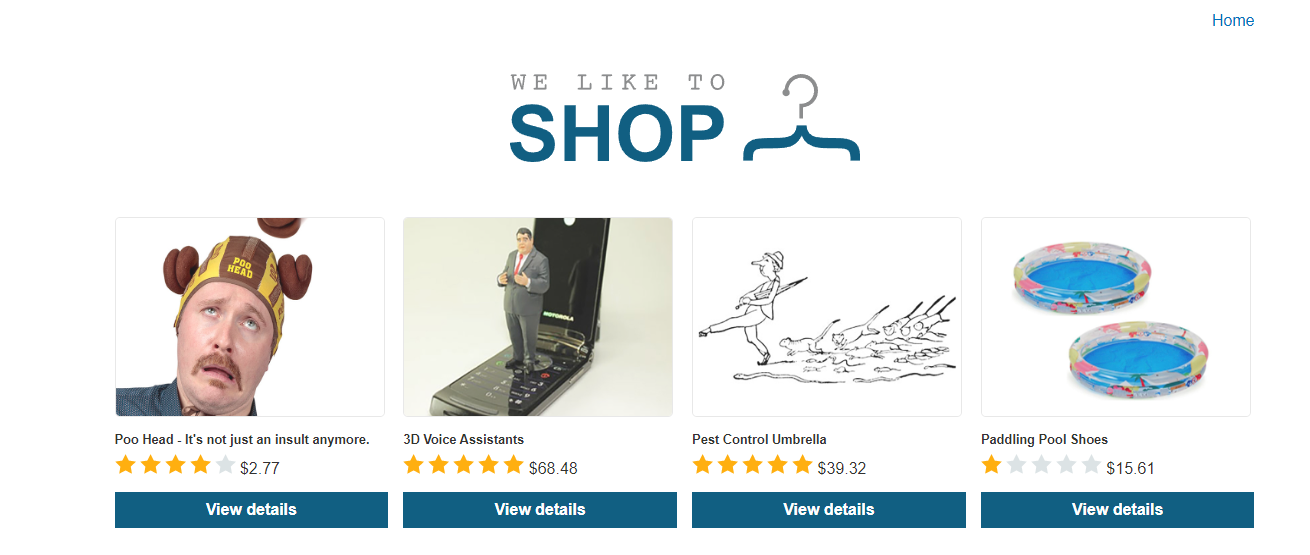 Home
WE LIKE TO
SHOP
POO
HEAD
MOTOROLA
Poo Head - It's not just an insult anymore.
$2.77
View details
3D Voice Assistants
$68.48
View details
Pest Control Umbrella
$39.32
View details
Paddling Pool Shoes
$15.61
View details